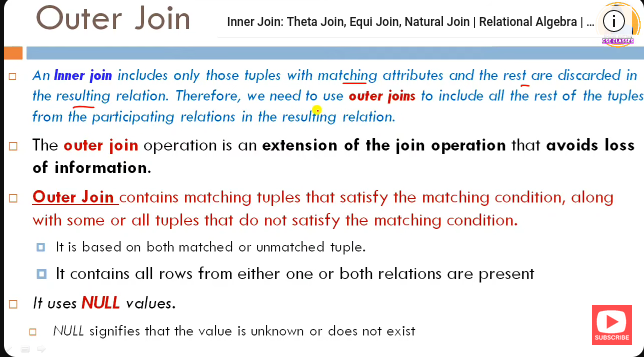 Outer Join
Inner Join: Theta Join, Equi Join, Natural Join | Relational Algebra | ...
An Inner join includes only those tuples with matching attributes and the rest are discarded in
the resulting relation. Therefore, we need to use outer joins to include all the rest of the tuples
from the participating relations in the resulting relation.
The outer join operation is an extension of the join operation that avoids loss
of information.
Outer Join contains matching tuples that satisfy the matching condition, along
with some or all tuples that do not satisfy the matching condition.
It is based on both matched or unmatched tuple.
It contains all rows from either one or both relations are present
It uses NULL values.
NULL signifies that the value is unknown or does not exist
SUBSCRIBE